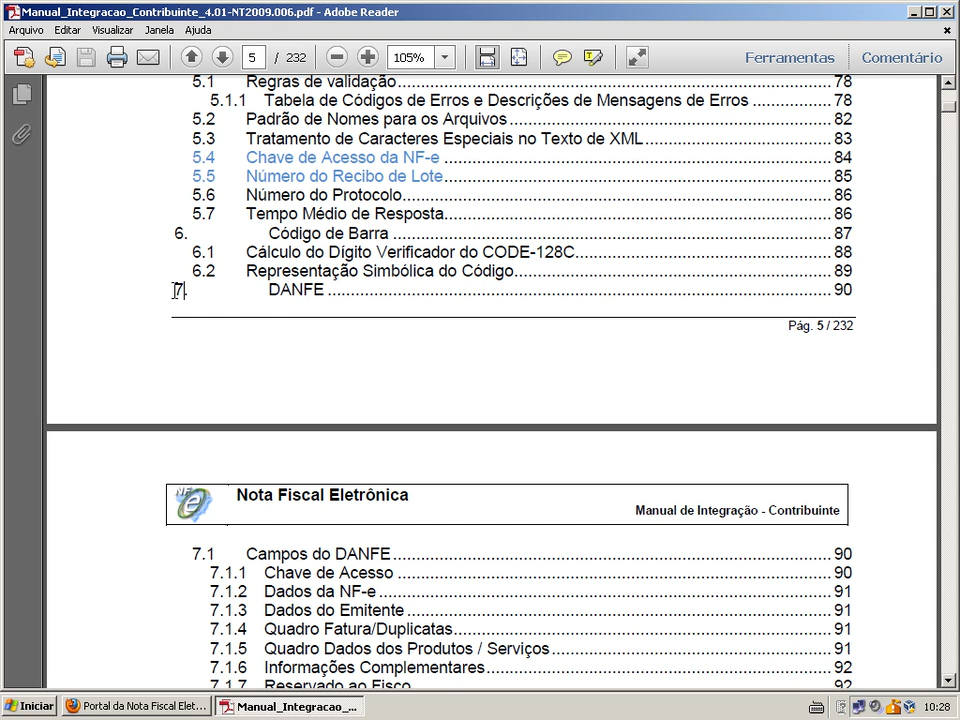 Manual_Integracao_Contribuinte_4.01-NT2009.006.pdf - Adobe Reader
Arquivo Editar Visualizar Janela Ajuda
5 / 232 105% Ferramentas Comentário
5.1 Regras de validação 78
5.1.1 Tabela de Códigos de Erros e Descrições de Mensagens de Erros 78
5.2 Padrão de Nomes para os Arquivos 82
5.3 Tratamento de Caracteres Especiais no Texto de XML 83
5.4 Chave de Acesso da NF-e 84
5.5 Número do Recibo de Lote 85
5.6 Número do Protocolo 86
5.7 Tempo Médio de Resposta 86
6. Código de Barra 87
6.1 Cálculo do Dígito Verificador do CODE-128C 88
6.2 Representação Simbólica do Código 89
7. DANFE 90
Pág. 5 / 232
NF e
Nota Fiscal Eletrônica
Manual de Integração - Contribuinte
7.1 Campos do DANFE 90
7.1.1 Chave de Acesso 90
7.1.2 Dados da NF-e 91
7.1.3 Dados do Emitente 91
7.1.4 Quadro Fatura/Duplicatas 91
7.1.5 Quadro Dados dos Produtos / Serviços 91
7.1.6 Informações Complementares 92
7.1.7 Reservado ao Fisco 92
Iniciar Portal da Nota Fiscal Elet... Manual_Integracao_... 10:28